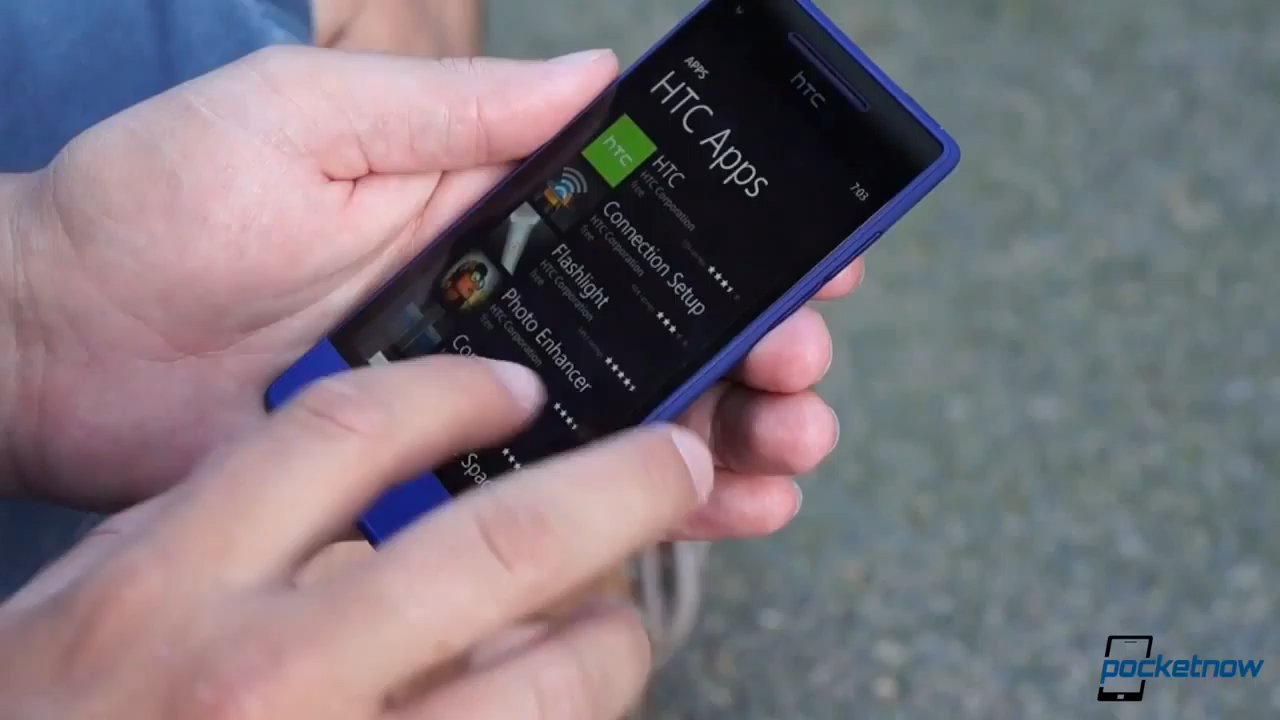 hTC
APPS
HTC Apps
7:03
hTC
HTC
HTC Corporation
free
Connection Setup
HTC Corporation
free
Flashlight
HTC Corporation
free
Photo Enhancer
HTC Corporation
free
pocketnow